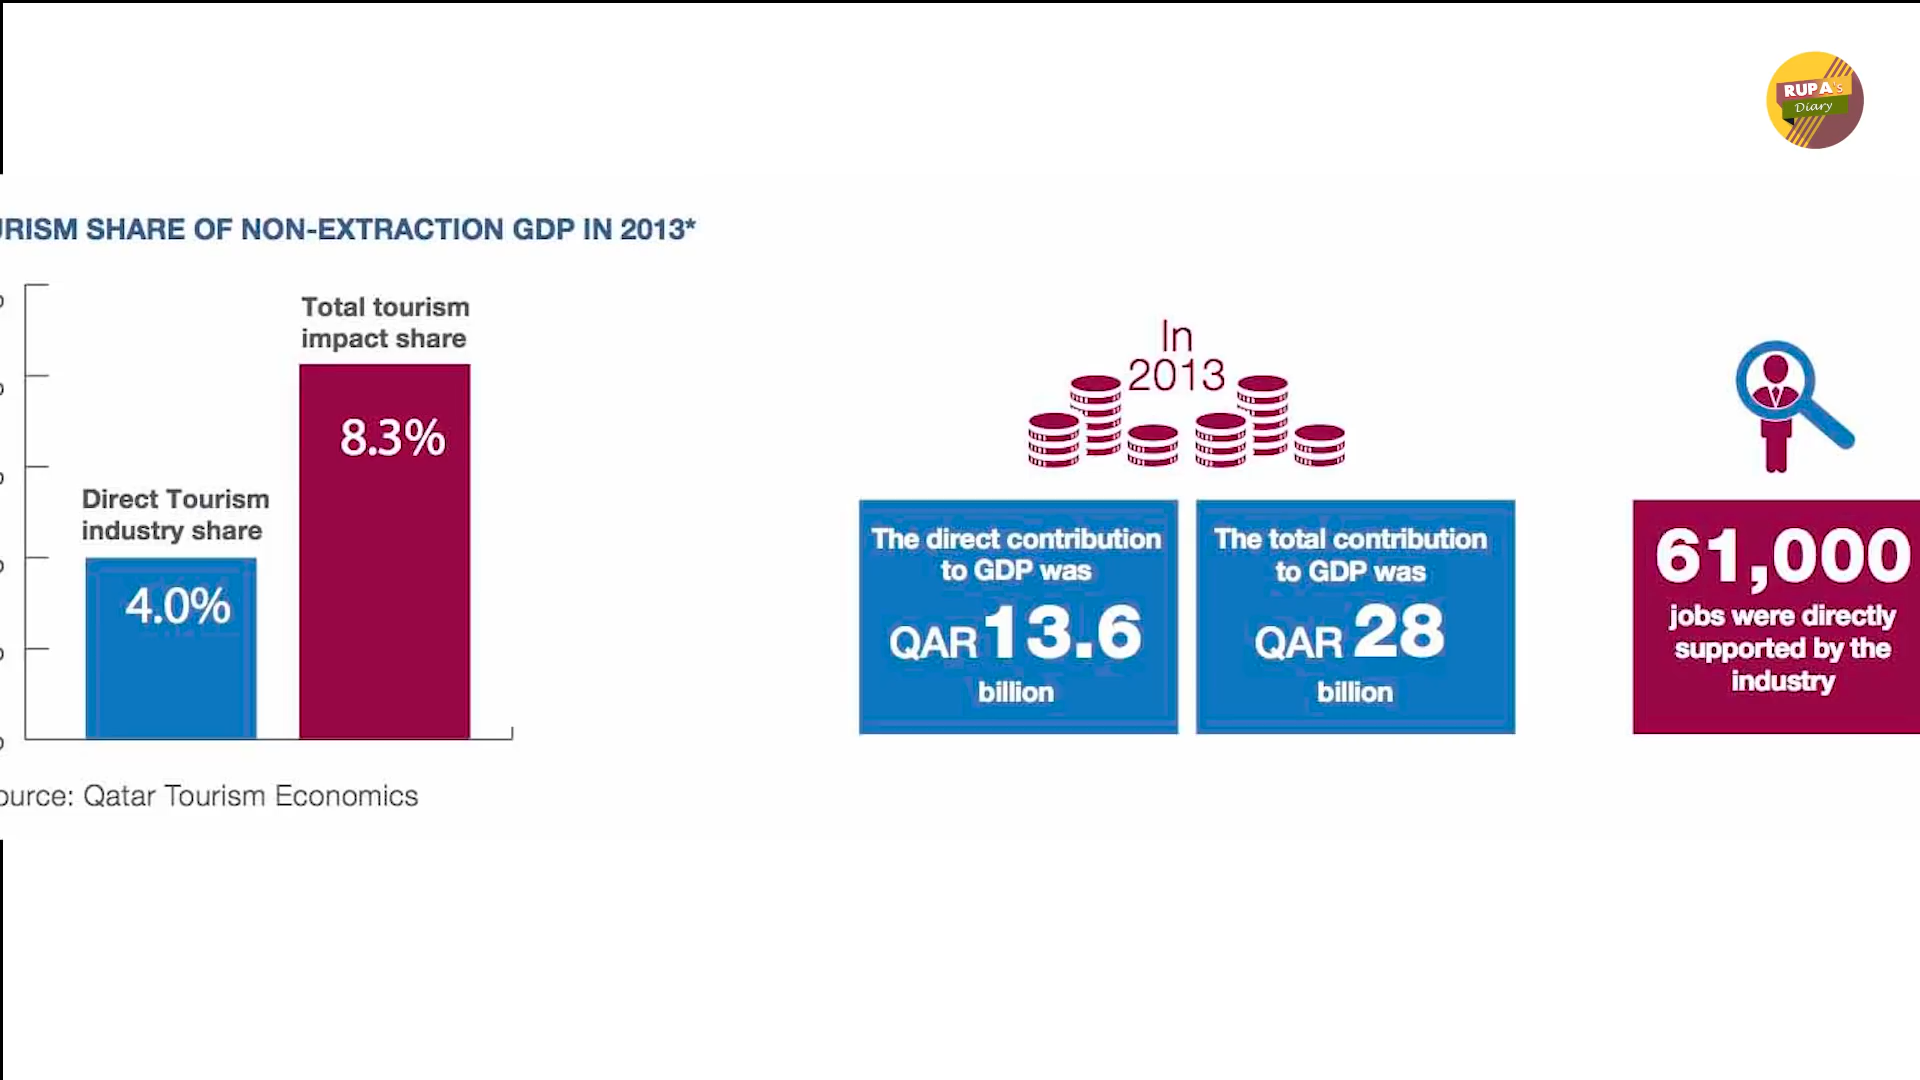 RUPA's
Diary
RISM SHARE OF NON-EXTRACTION GDP IN 2013*
Total tourism
impact share
8.3%
Direct Tourism
industry share
4.0%
ource: Qatar Tourism Economics
In
2013
The direct contribution
to GDP was
QAR 13.6
billion
The total contribution
to GDP was
QAR 28
billion
61,000
jobs were directly
supported by the
industry